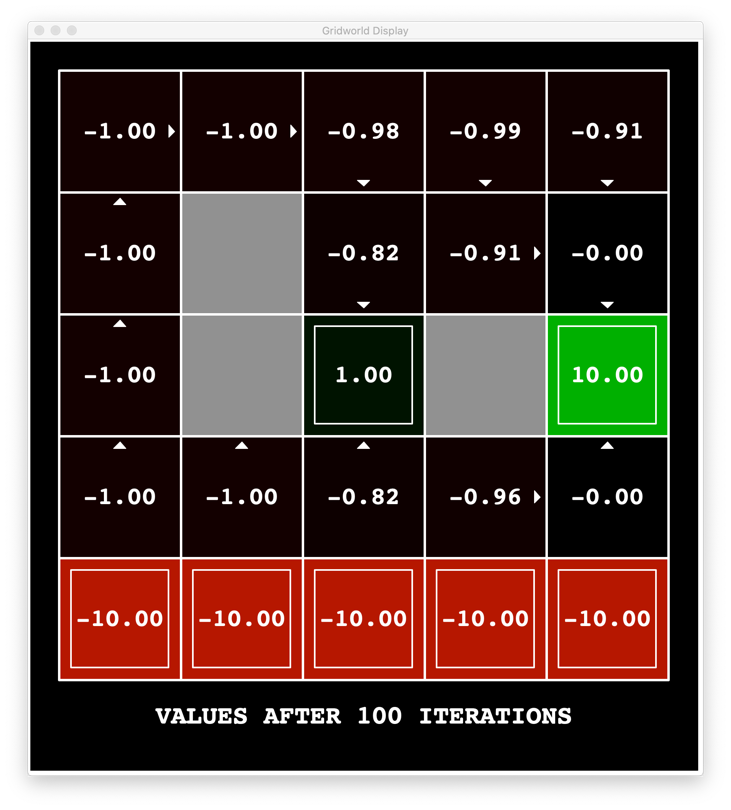 Gridworld Display
-1.00 -1.00 -0.98 -0.99 -0.91
-1.00 -0.82 -0.91 -0.00
-1.00 1.00 10.00
-1.00 -1.00 -0.82 -0.96 -0.00
-10.00 -10.00 -10.00 -10.00 -10.00
VALUES AFTER 100 ITERATIONS